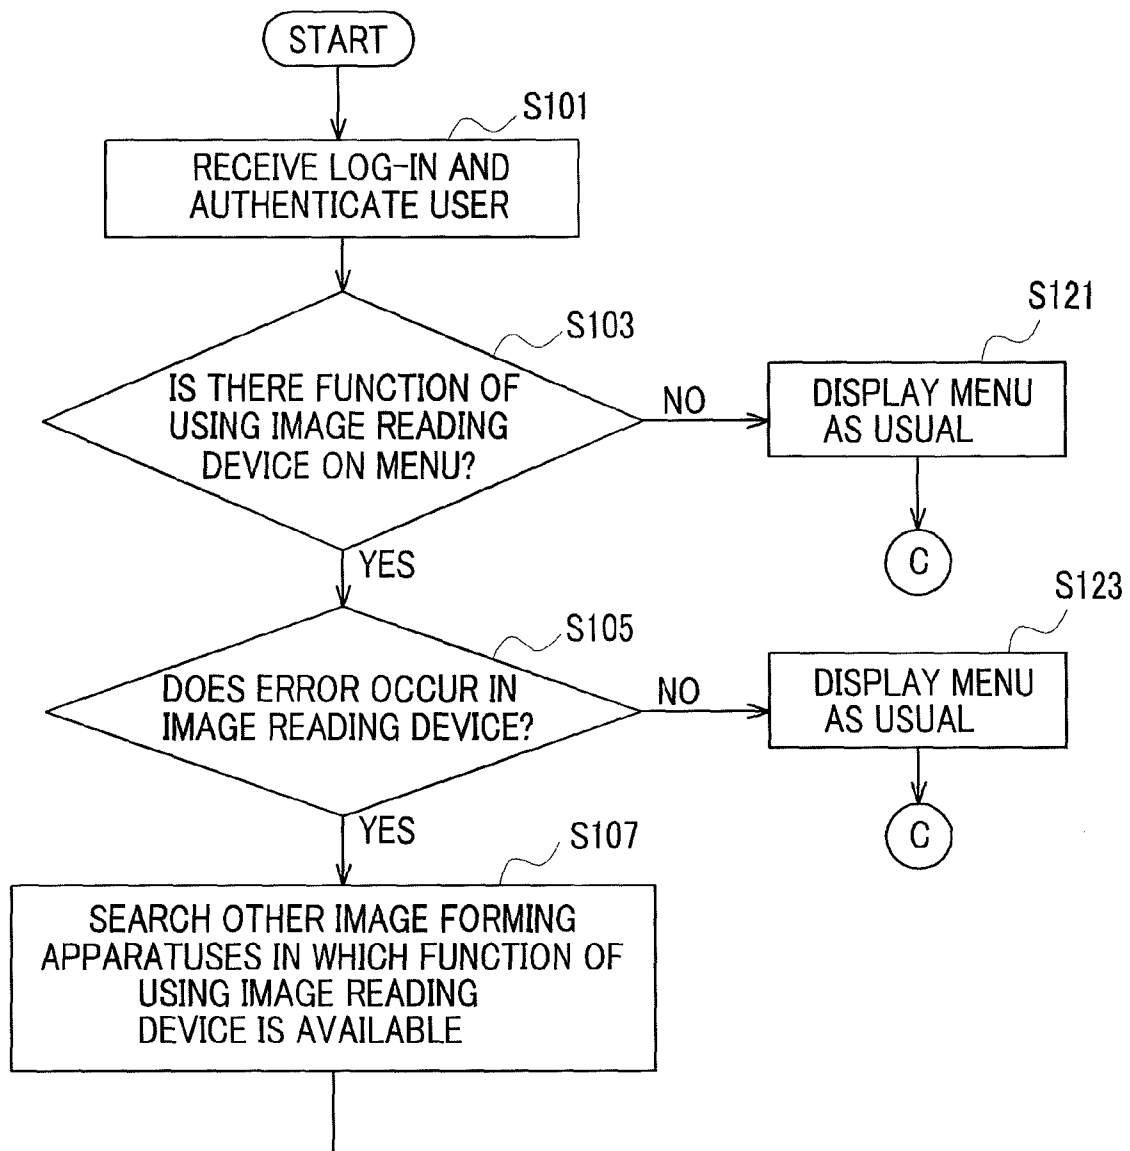 START
S101
RECEIVE LOG-IN AND
AUTHENTICATE USER
S103
IS THERE FUNCTION OF
USING IMAGE READING
DEVICE ON MENU?
NO
S121
DISPLAY MENU
AS USUAL
C
YES
S105
DOES ERROR OCCUR IN
IMAGE READING DEVICE?
NO
S123
DISPLAY MENU
AS USUAL
C
YES
S107
SEARCH OTHER IMAGE FORMING
APPARATUSES IN WHICH FUNCTION OF
USING IMAGE READING
DEVICE IS AVAILABLE